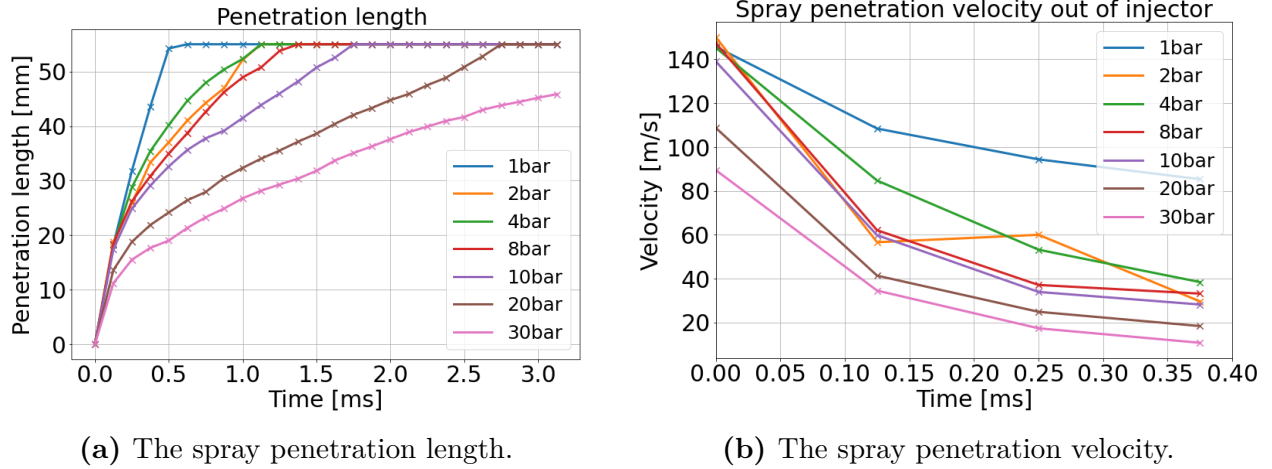 Penetration length
Penetration length [mm]
50
40
30
20
10
0
1bar
2bar
4bar
8bar
10bar
20bar
30bar
0.0 0.5 1.0 1.5 2.0 2.5 3.0
Time [ms]
(a) The spray penetration length.
Spray penetration velocity out of injector
Velocity [m/s]
140
120
100
80
60
40
20
1bar
2bar
4bar
8bar
10bar
20bar
30bar
0.00 0.05 0.10 0.15 0.20 0.25 0.30 0.35 0.40
Time [ms]
(b) The spray penetration velocity.